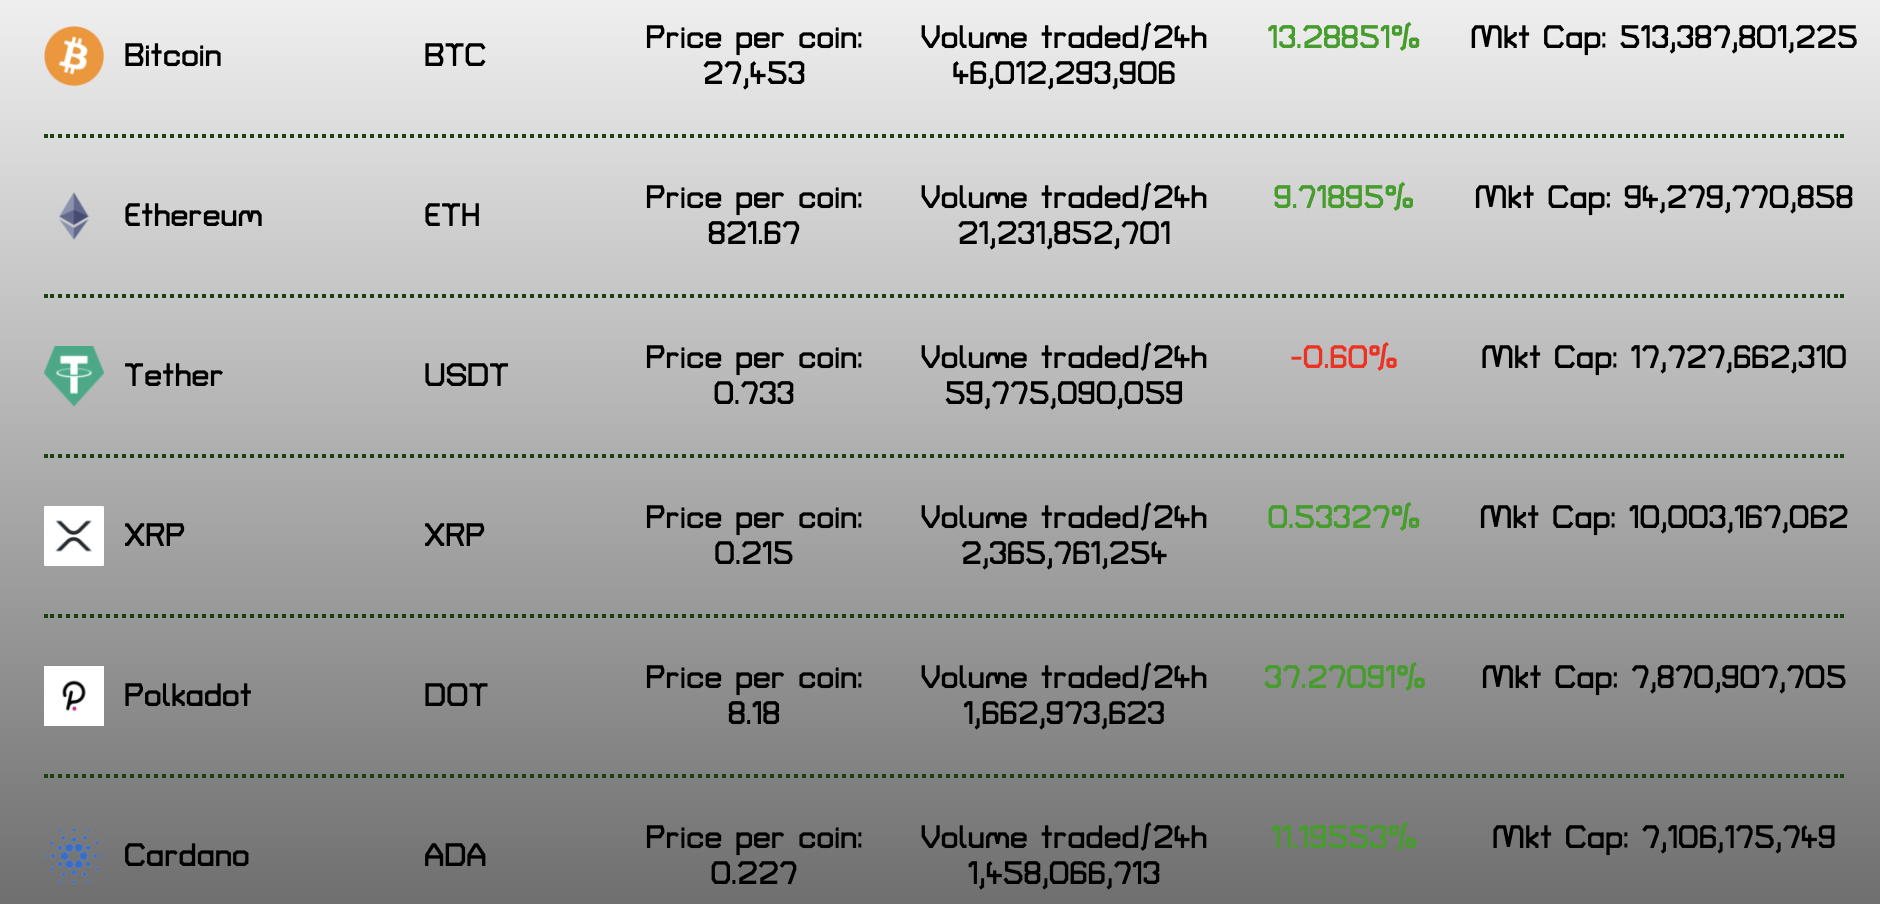 Bitcoin BTC Price per coin: Volume traded/24h 13.28851% Mkt Cap: 513,387,801,225
27,453 46,012,293,906
Ethereum ETH Price per coin: Volume traded/24h 9.71895% Mkt Cap: 94,279,770,858
821.67 21,231,852,701
Tether USDT Price per coin: Volume traded/24h -0.60% Mkt Cap: 17,727,662,310
0.733 59,775,090,059
XRP XRP Price per coin: Volume traded/24h 0.53327% Mkt Cap: 10,003,167,062
0.215 2,365,761,254
Polkadot DOT Price per coin: Volume traded/24h 37.27091% Mkt Cap: 7,870,907,705
8.18 1,662,973,623
Cardano ADA Price per coin: Volume traded/24h 11.19553% Mkt Cap: 7,106,175,749
0.227 1,458,066,713